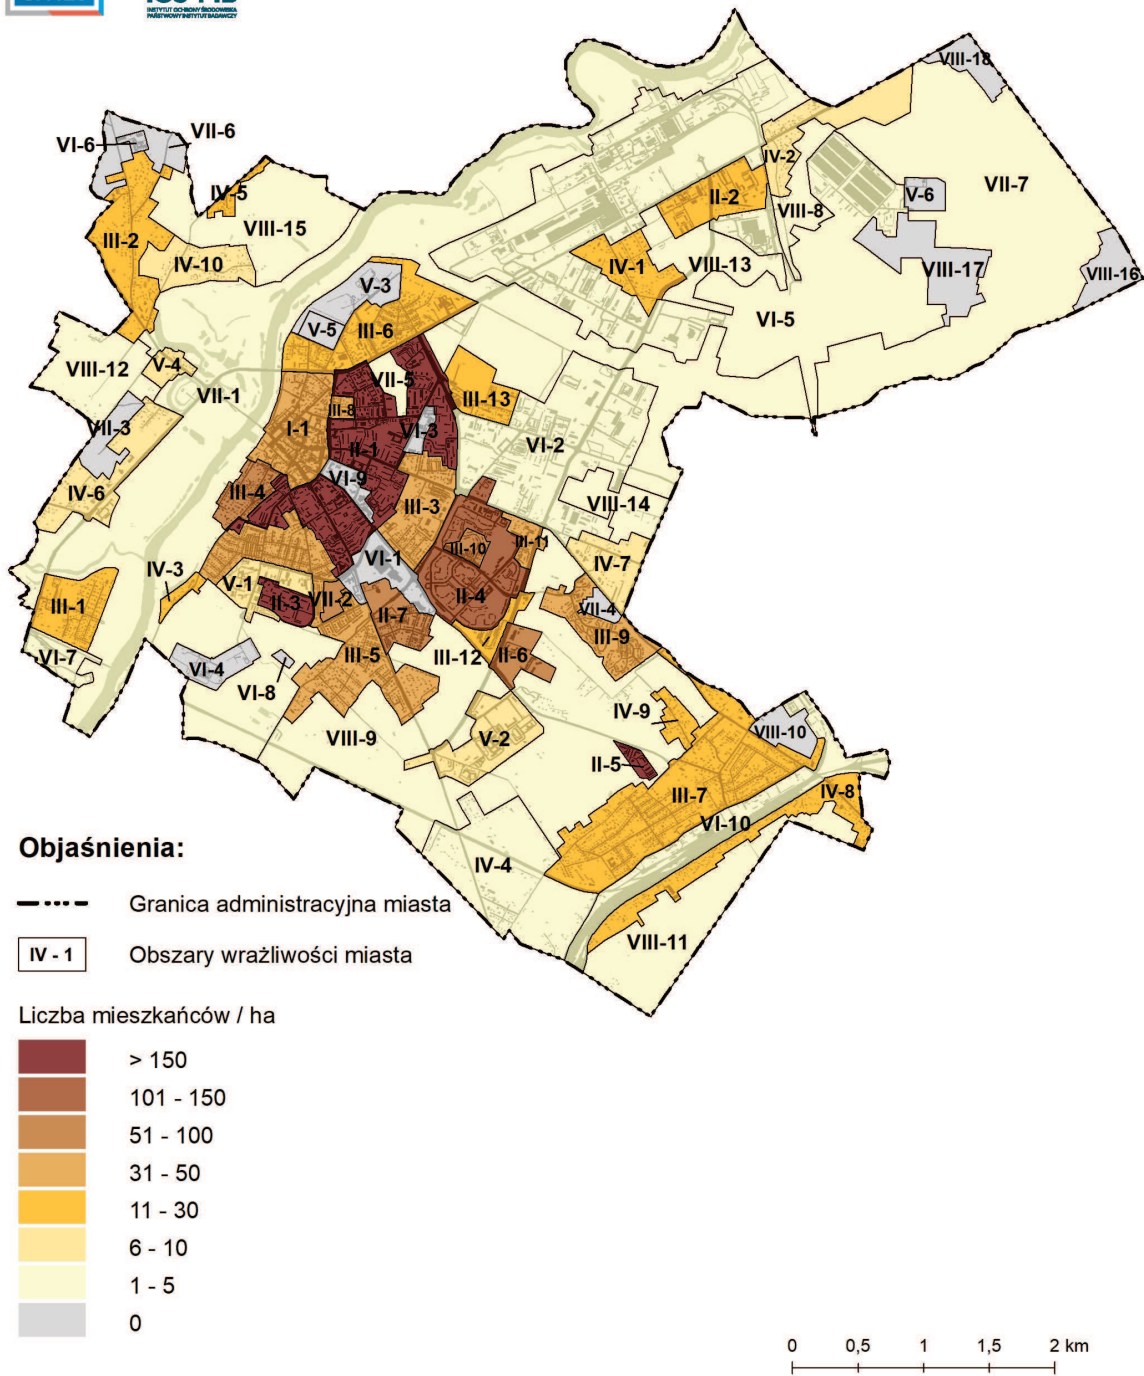 INSTYTUT OCHRONY ŚRODOWISKA
PAŃSTWOWY INSTYTUT BADAWCZY
VIII-18
VI-6
VII-6
IV-2
IV-5
II-2
V-6
VII-7
VIII-15
VIII-8
III-2
IV-10
IV-1
VIII-13
VIII-17
VIII-16
V-3
V-5
III-6
VI-5
VIII-12
V-4
VII-5
VII-1
III-13
III-8
I-1
VII-3
VI-3
II-1
VI-2
VI-9
IV-6
III-4
III-3
VIII-14
III-10
III-11
VI-1
IV-7
IV-3
V-1
II-3
VII-2
II-4
III-1
II-7
VII-4
III-9
III-5
III-12
II-6
VI-7
VI-4
VI-8
IV-9
VIII-9
V-2
VIII-10
II-5
III-7
IV-8
VI-10
IV-4
VIII-11
Objaśnienia:
Granica administracyjna miasta
IV - 1 Obszary wrażliwości miasta
Liczba mieszkańców / ha
> 150
101 - 150
51 - 100
31 - 50
11 - 30
6 - 10
1 - 5
0
0 0,5 1 1,5 2 km